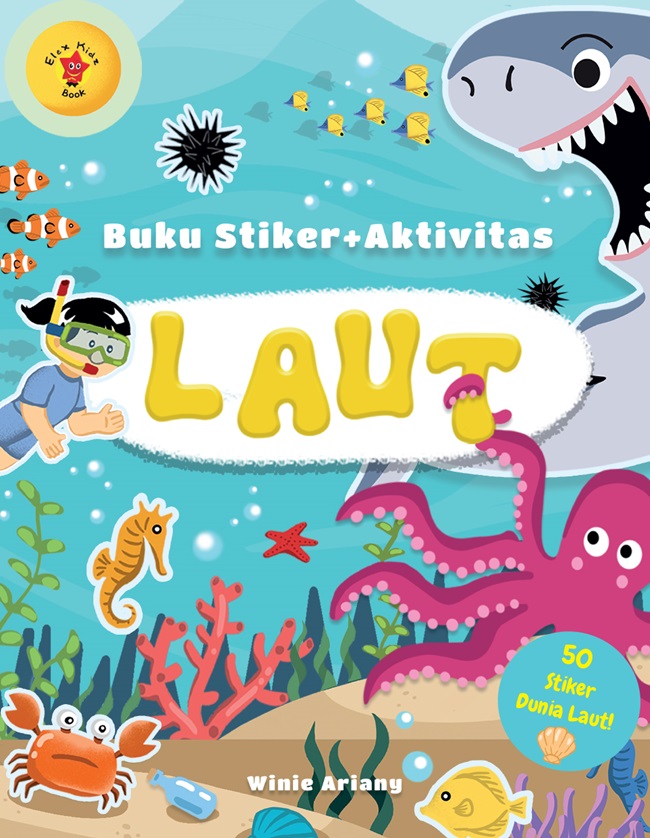 Elex Kidz
Book
Buku Stiker+Aktivitas
LAUT
50
Stiker
Dunia Laut!
Winie Ariany